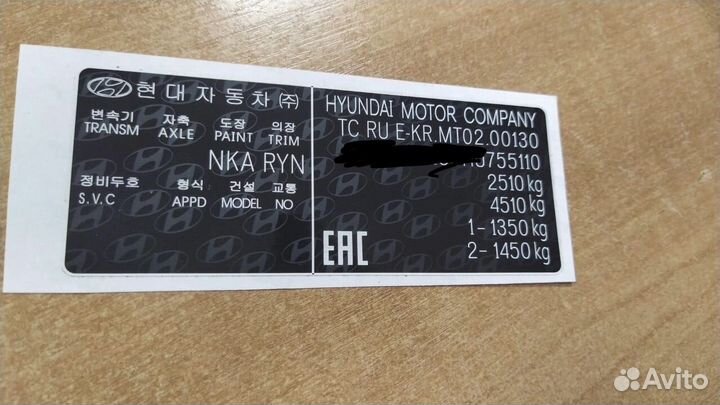 현대자동차㈜
변속기 차축 도장 의장
TRANSM AXLE PAINT TRIM
NKA RYN
정비두호 형식 건설 교통
S.V.C APPD MODEL NO
HYUNDAI MOTOR COMPANY
TC RU E-KR.MT02.00130
755110
2510 kg
4510 kg
1- 1350 kg
2- 1450 kg
EAC
Avito